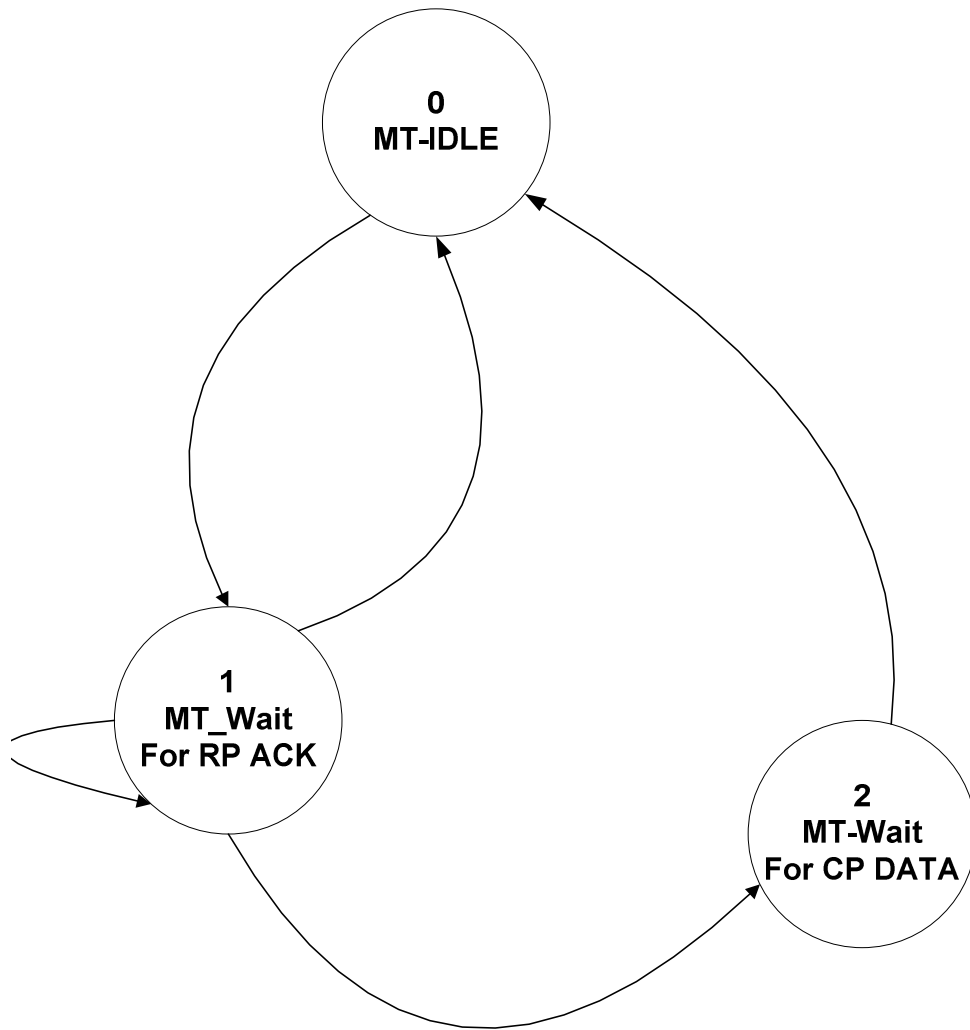 0
MT-IDLE
1
MT_Wait
For RP ACK
2
MT-Wait
For CP DATA